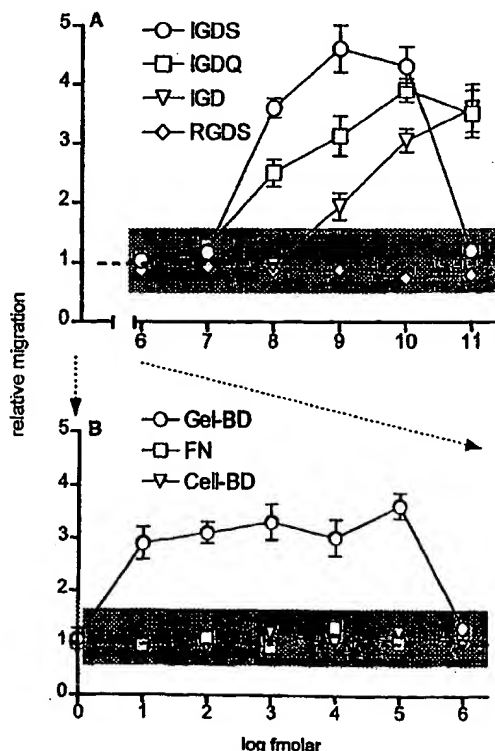 A
5
4
3
2
1
0
IGDS
IGDQ
IGD
RGDS
6 7 8 9 10 11
relative migration
B
5
4
3
2
1
0
Gel-BD
FN
Cell-BD
0 1 2 3 4 5 6
log fmolar